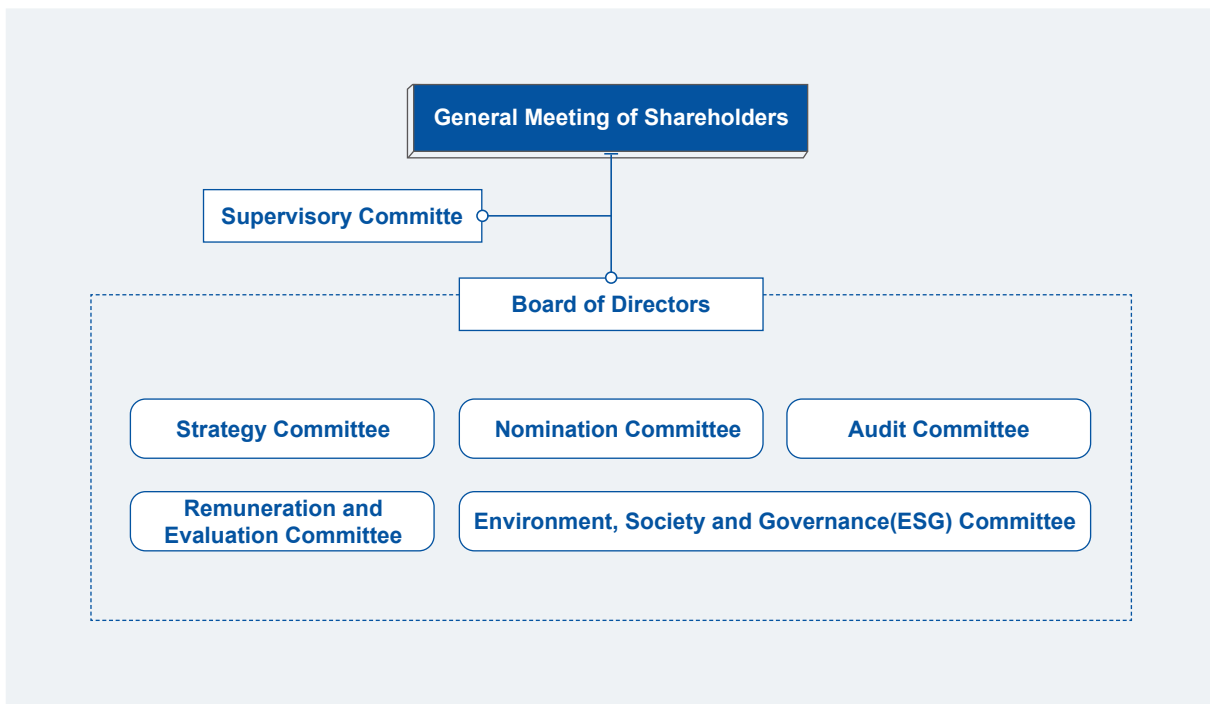 General Meeting of Shareholders
Supervisory Committe
Board of Directors
Strategy Committee
Nomination Committee
Audit Committee
Remuneration and
Evaluation Committee
Environment, Society and Governance(ESG) Committee